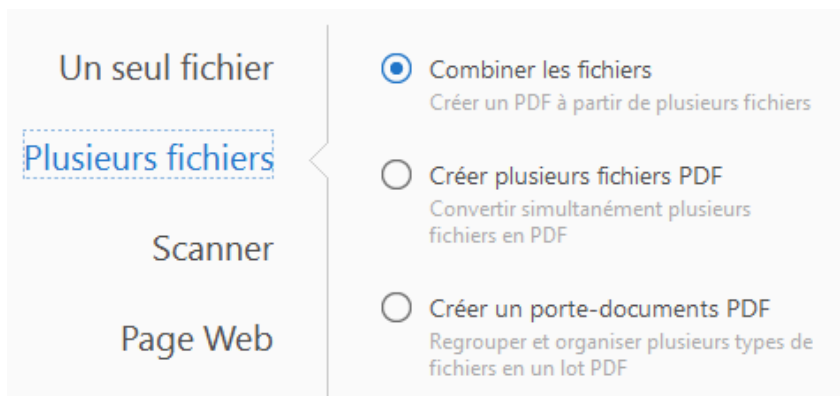 Un seul fichier
Plusieurs fichiers
Scanner
Page Web
Combiner les fichiers
Créer un PDF à partir de plusieurs fichiers
Créer plusieurs fichiers PDF
Convertir simultanément plusieurs
fichiers en PDF
Créer un porte-documents PDF
Regrouper et organiser plusieurs types de
fichiers en un lot PDF